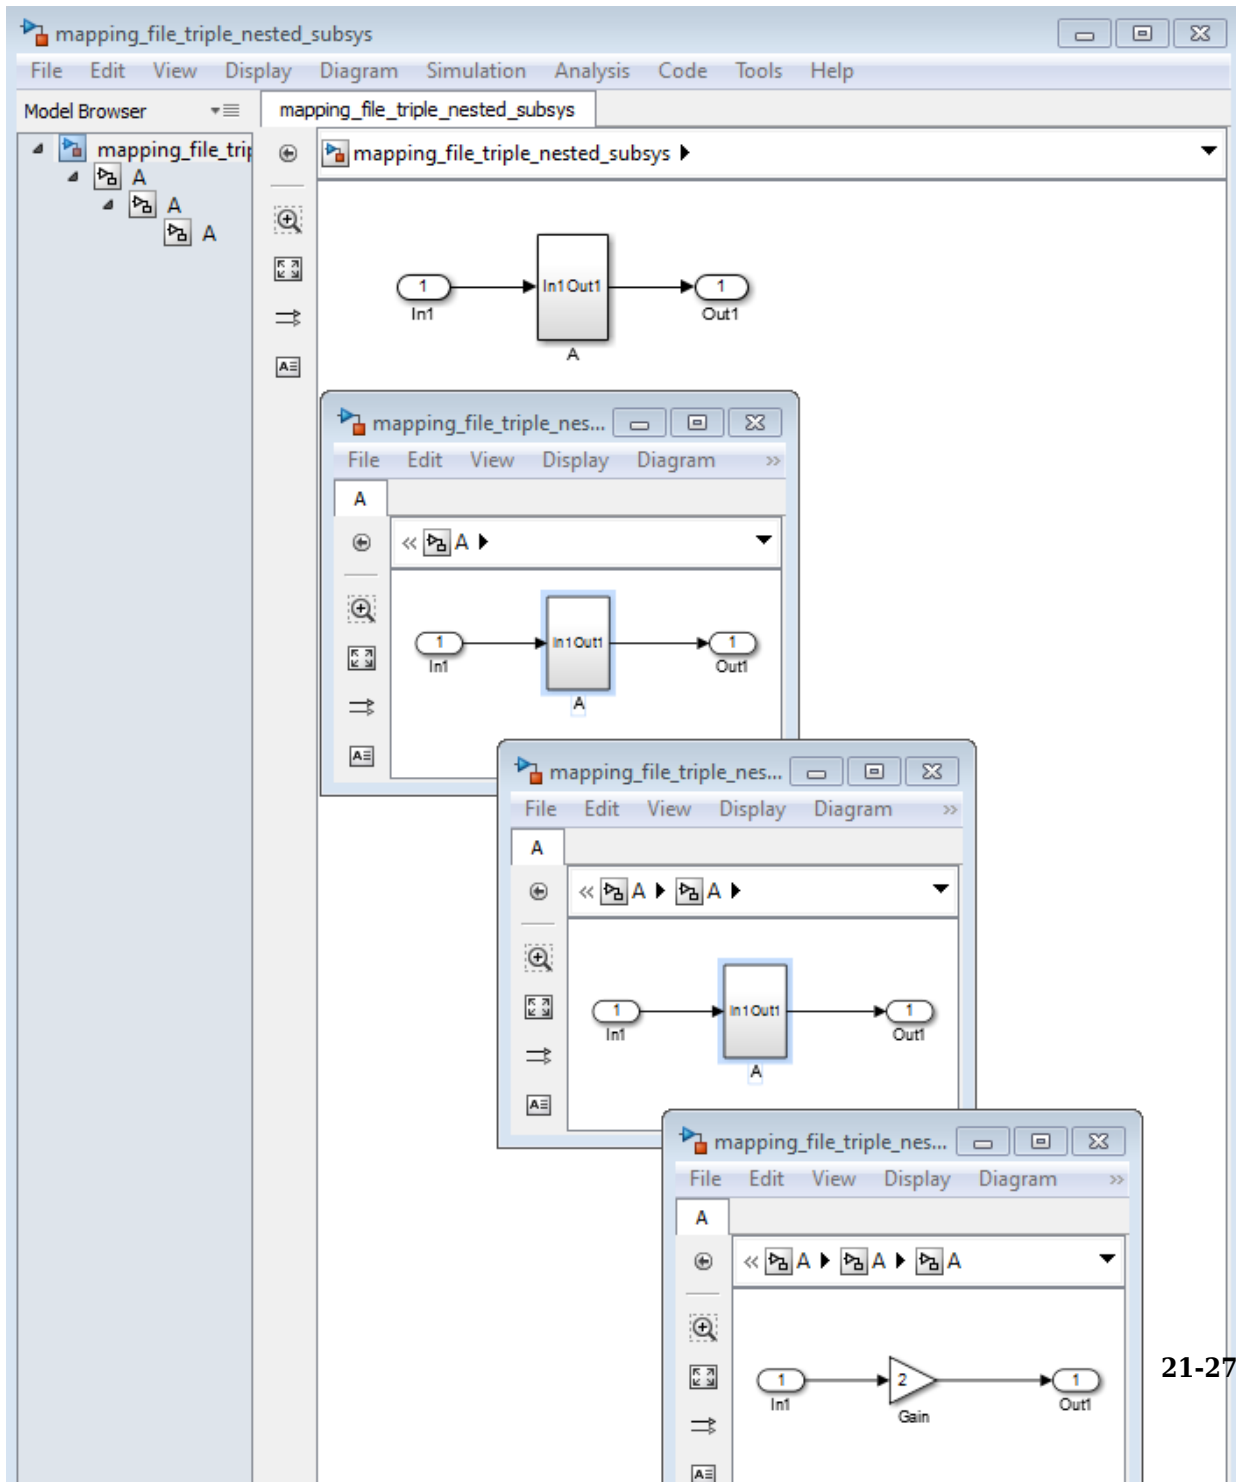 mapping_file_triple_nested_subsys
File Edit View Display Diagram Simulation Analysis Code Tools Help
Model Browser
mapping_file_triple_nested_subsys
mapping_file_trip
mapping_file_triple_nested_subsys
A
A
A
1
In1 Out1
1
In1
Out1
A
mapping_file_triple_nes...
File Edit View Display Diagram »
A
« A
1
In1 Out1
1
In1
Out1
A
mapping_file_triple_nes...
File Edit View Display Diagram »
A
« A A
1
In1 Out1
1
In1
Out1
A
mapping_file_triple_nes...
File Edit View Display Diagram »
A
« A A A
1
2
1
In1
Gain
Out1
21-27